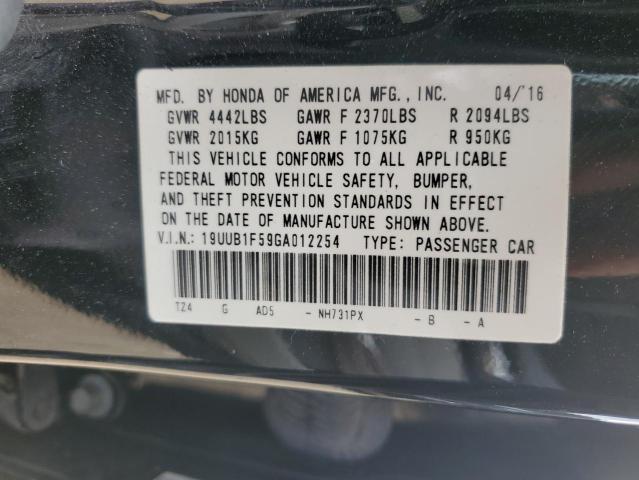 MFD. BY HONDA OF AMERICA MFG., INC. 04/'16
GVWR 4442LBS GAWR F 2370LBS R 2094LBS
GVWR 2015KG GAWR F 1075KG R 950KG
THIS VEHICLE CONFORMS TO ALL APPLICABLE
FEDERAL MOTOR VEHICLE SAFETY, BUMPER,
AND THEFT PREVENTION STANDARDS IN EFFECT
ON THE DATE OF MANUFACTURE SHOWN ABOVE.
V.I.N.: 19UUB1F59GA012254 TYPE: PASSENGER CAR
TZ4 G AD5 - NH731PX - B - A